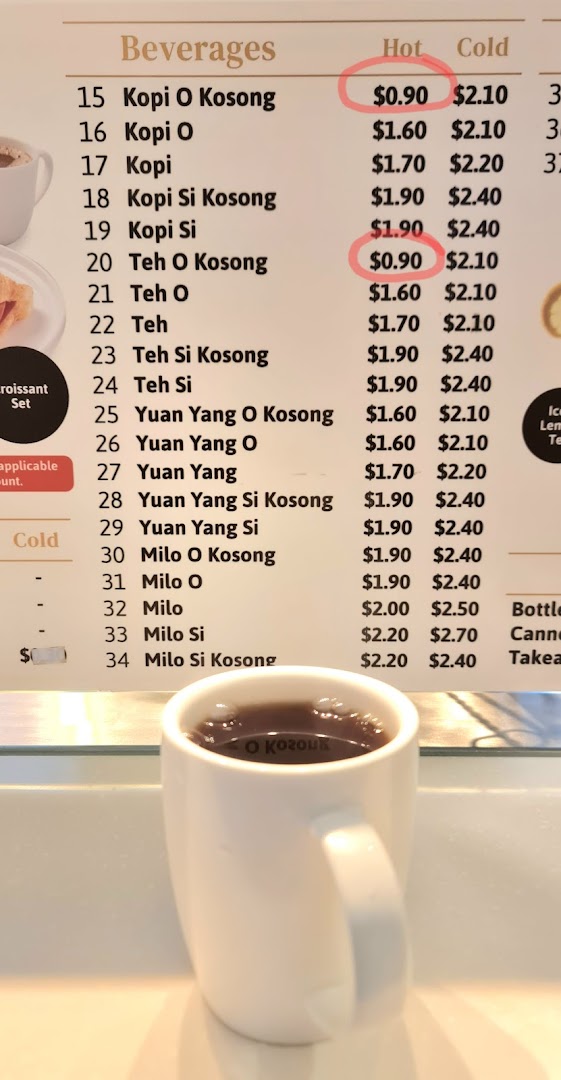 Beverages Hot Cold
15 Kopi O Kosong $0.90 $2.10
16 Kopi O $1.60 $2.10
17 Kopi $1.70 $2.20
18 Kopi Si Kosong $1.90 $2.40
19 Kopi Si $1.90 $2.40
20 Teh O Kosong $0.90 $2.10
21 Teh O $1.60 $2.10
22 Teh $1.70 $2.10
23 Teh Si Kosong $1.90 $2.40
24 Teh Si $1.90 $2.40
25 Yuan Yang O Kosong $1.60 $2.10
26 Yuan Yang O $1.60 $2.10
27 Yuan Yang $1.70 $2.20
28 Yuan Yang Si Kosong $1.90 $2.40
29 Yuan Yang Si $1.90 $2.40
30 Milo O Kosong $1.90 $2.40
31 Milo O $1.90 $2.40
32 Milo $2.00 $2.50
33 Milo Si $2.20 $2.70
34 Milo Si Kosong $2.20 $2.40
roissant
Set
applicable
unt.
Cold
-
-
-
$
Ic
Lem
Te
Bottle
Canne
Takea
O Kosong